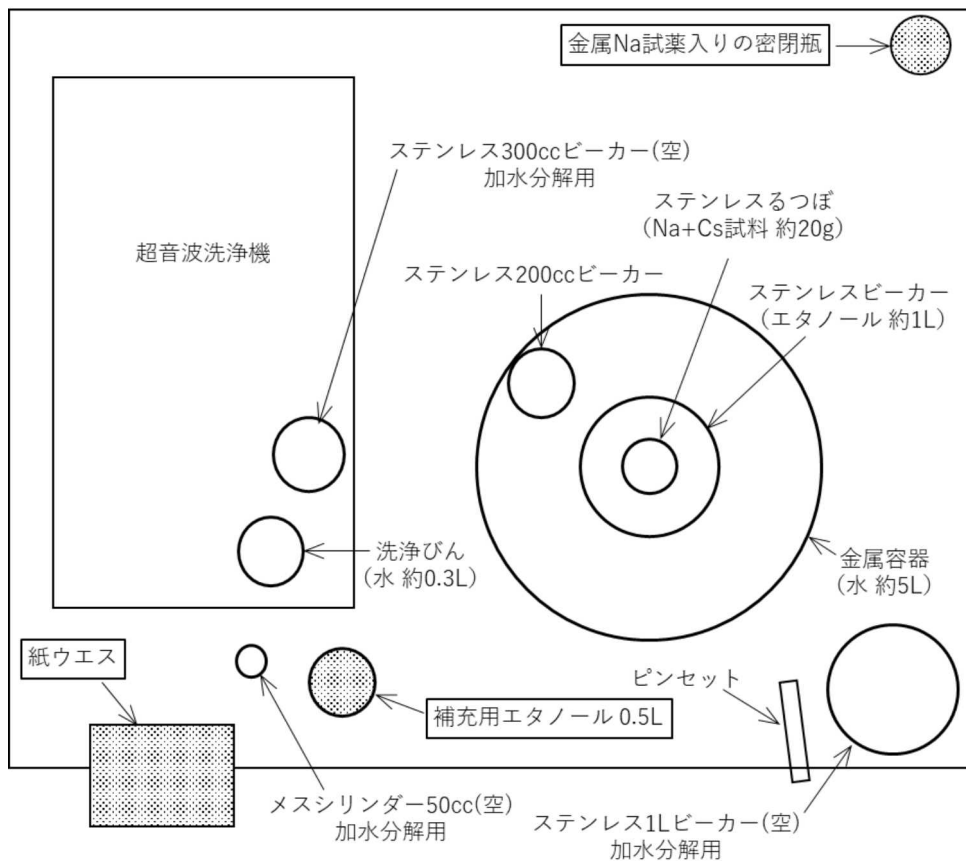 金属Na試薬入りの密閉瓶
ステンレス300ccビーカー(空)
加水分解用
ステンレスるつぼ
(Na+Cs試料 約20g)
超音波洗浄機
ステンレス200ccビーカー
ステンレスビーカー
(エタノール 約1L)
洗浄びん
(水 約0.3L)
金属容器
(水 約5L)
紙ウエス
ピンセット
補充用エタノール 0.5L
メスシリンダー50cc(空)
加水分解用
ステンレス1Lビーカー(空)
加水分解用